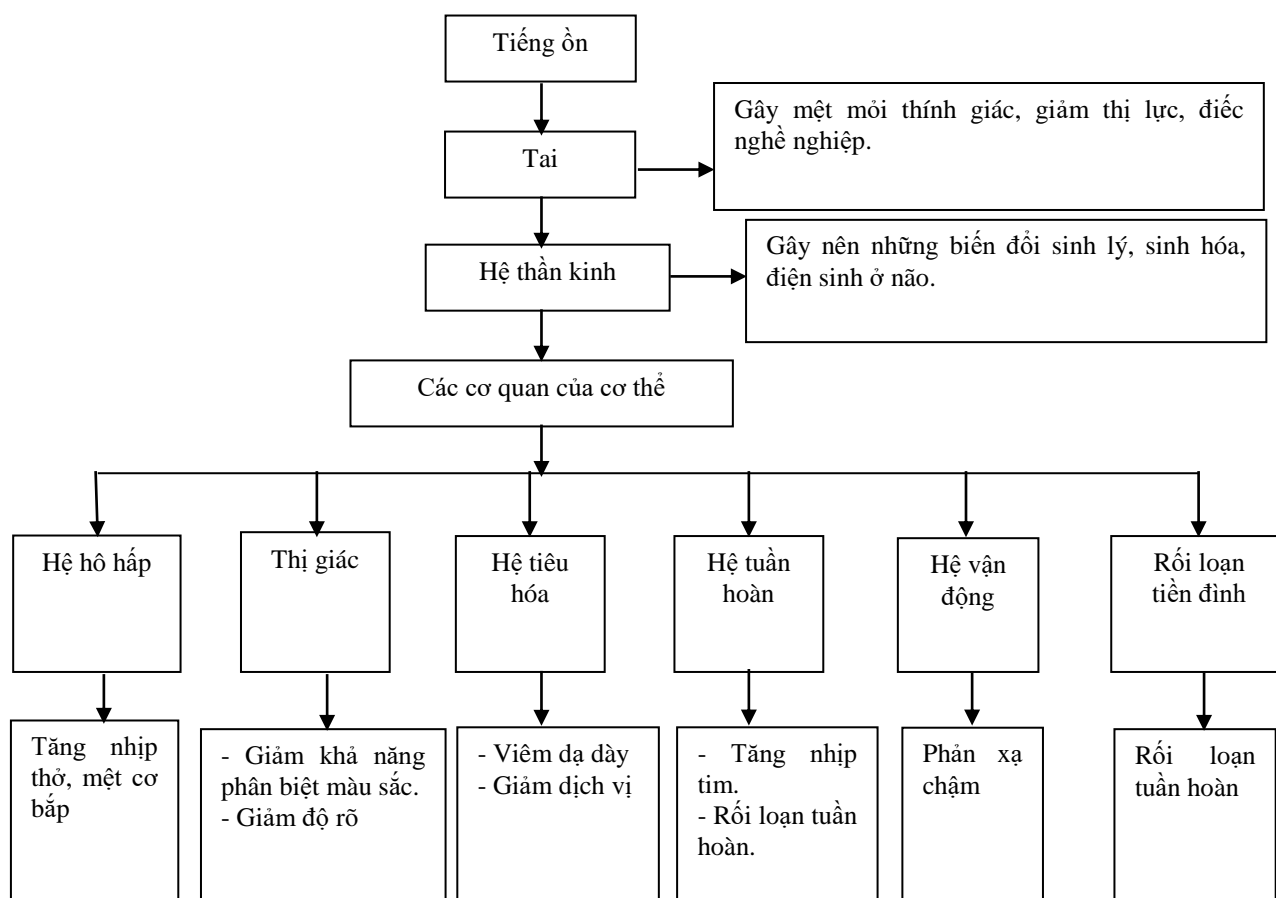 Tiếng ồn
Gây mệt mỏi thính giác, giảm thị lực, điếc
nghề nghiệp.
Tai
Gây nên những biến đổi sinh lý, sinh hóa,
điện sinh ở não.
Hệ thần kinh
Các cơ quan của cơ thể
Hệ hô hấp
Thị giác
Hệ tiêu
hóa
Hệ tuần
hoàn
Hệ vận
động
Rối loạn
tiền đình
Tăng nhịp
thở, mệt cơ
bắp
- Giảm khả năng
phân biệt màu sắc.
- Giảm độ rõ
- Viêm dạ dày
- Giảm dịch vị
- Tăng nhịp
tim.
- Rối loạn tuần
hoàn.
Phản xạ
chậm
Rối loạn
tuần hoàn